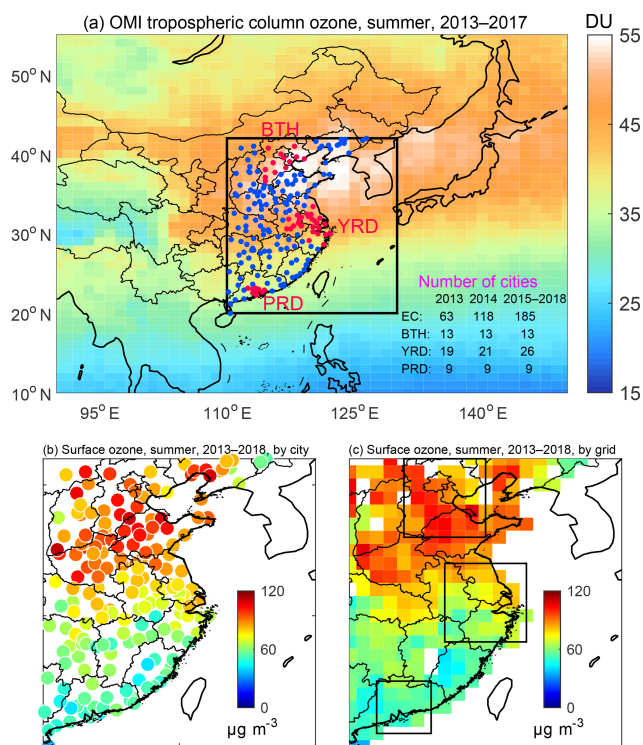 (a) OMI tropospheric column ozone, summer, 2013–2017
DU
55
45
35
25
15
50° N
40° N
30° N
20° N
10° N
95° E
110° E
125° E
140° E
BTH
YRD
PRD
Number of cities
2013 2014 2015–2018
EC: 63 118 185
BTH: 13 13 13
YRD: 19 21 26
PRD: 9 9 9
(b) Surface ozone, summer, 2013–2018, by city
120
60
0
µg m⁻³
(c) Surface ozone, summer, 2013–2018, by grid
120
60
0
µg m⁻³